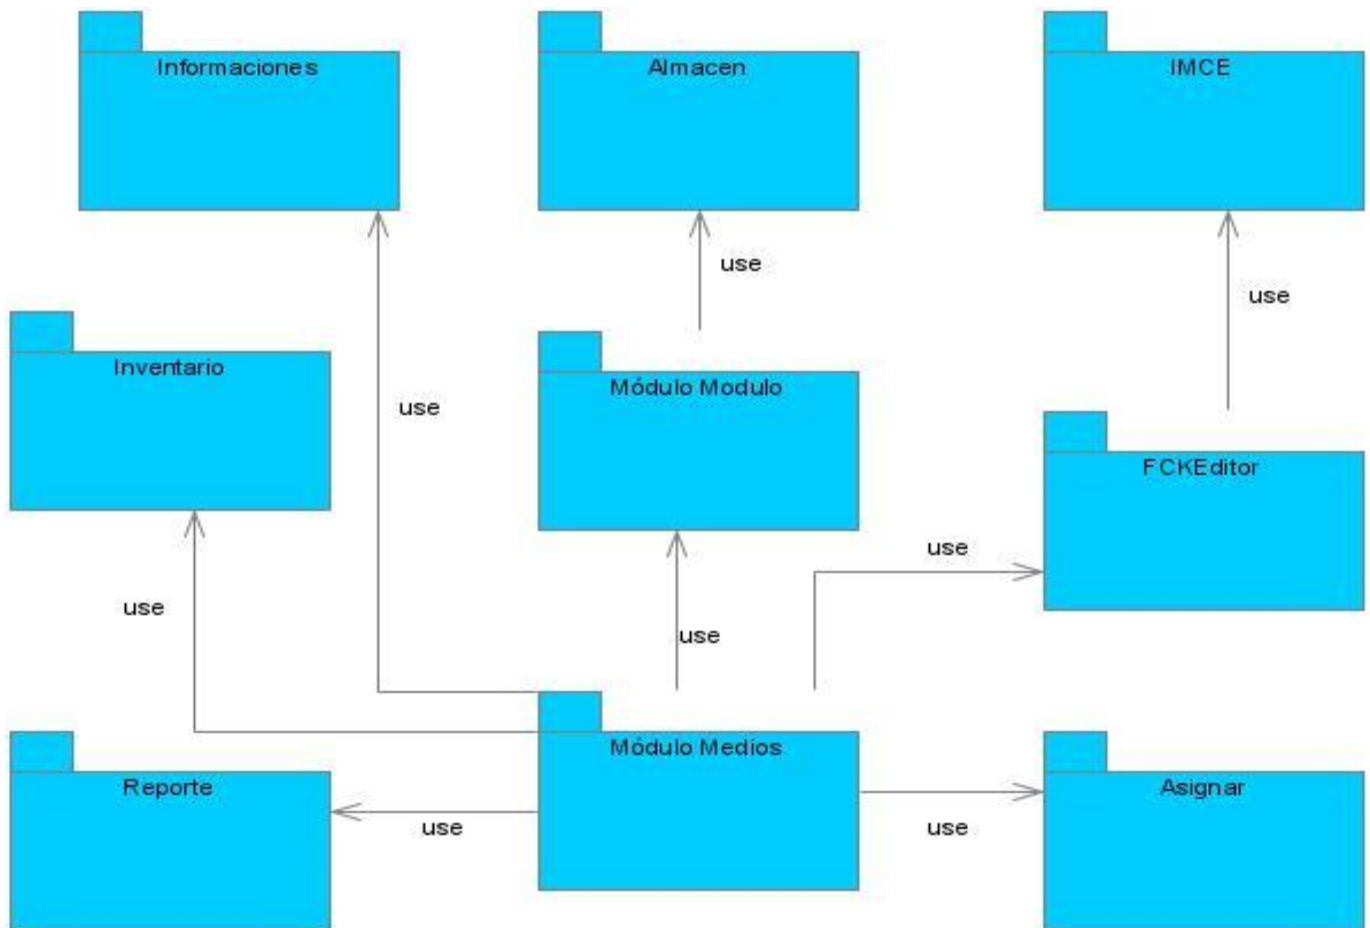 Informaciones
Almacen
IMCE
use
use
Inventario
Módulo Modulo
use
FCKEditor
use
use
use
Módulo Medios
Reporte
Asignar
use
use